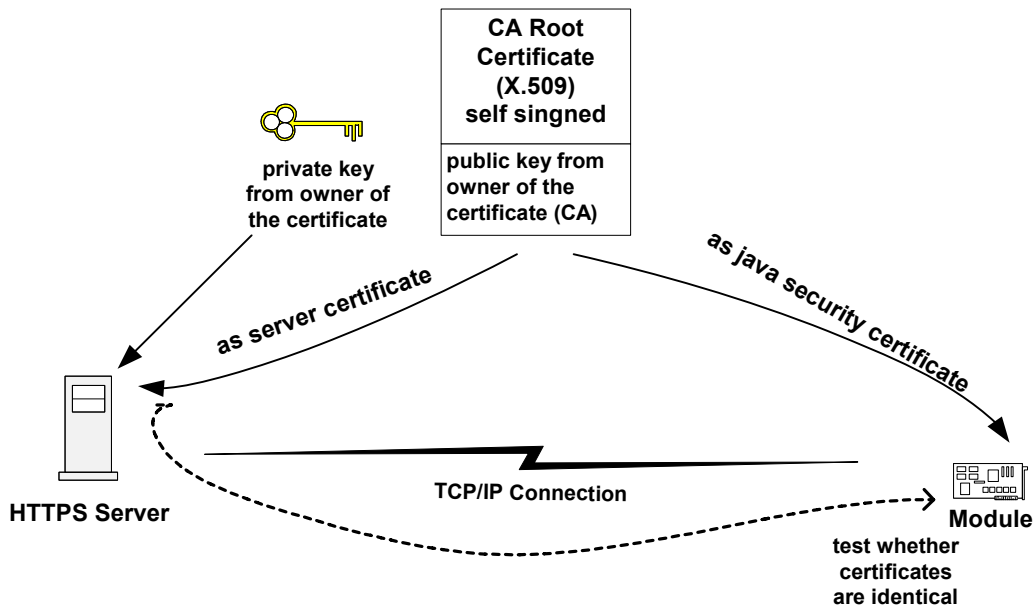 CA Root
Certificate
(X.509)
self singned
public key from
owner of the
certificate (CA)
private key
from owner of
the certificate
as server certificate
as java security certificate
HTTPS Server
TCP/IP Connection
Module
test whether
certificates
are identical